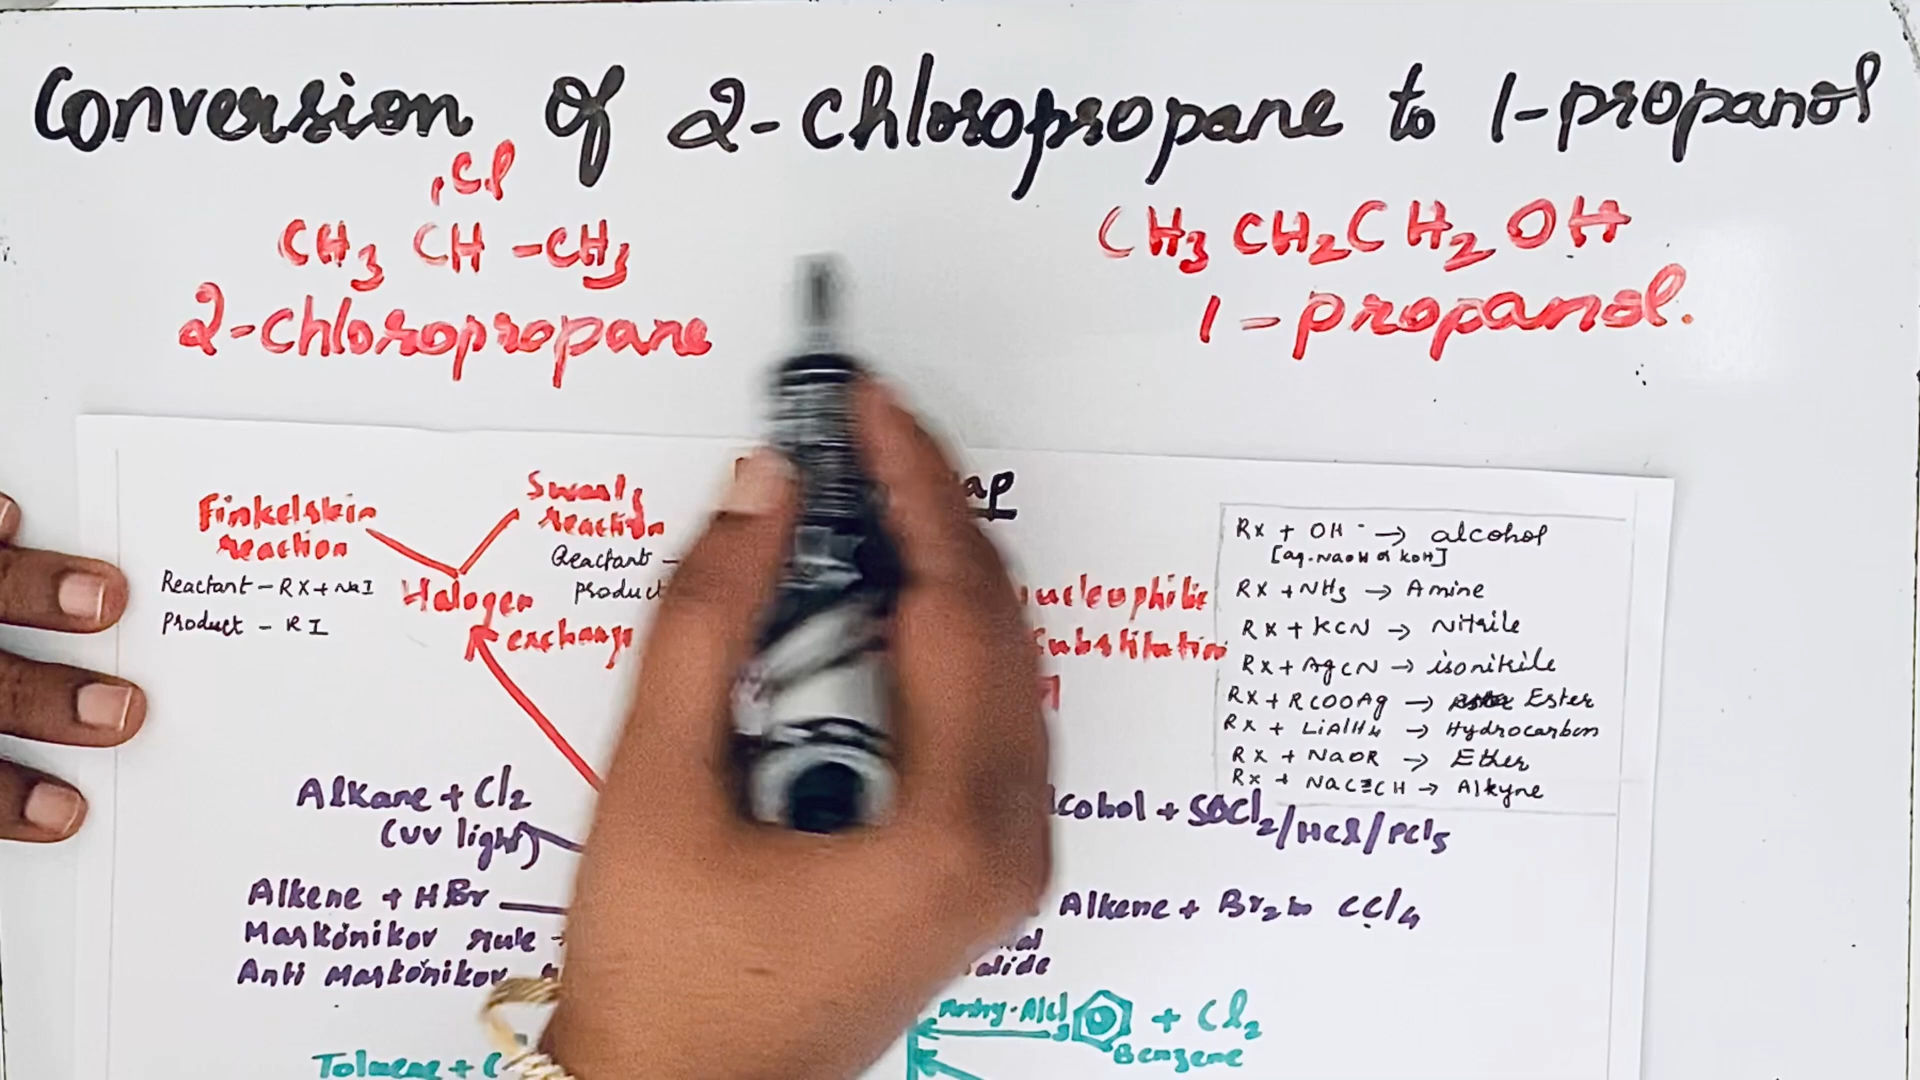 Conversion of 2-chloropropane to 1-propanol
Cl
CH3 CH -CH3
2-chloropropane
CH3 CH2CH2OH
1-propanol.
Finkelskin
reaction
Reactant - RX + NaI
product - RI
Swarts
reaction
Reactant -
product
Halogen
exchange
Rx + OH⁻ → alcohol
[aq. NaOH or KOH]
Rx + NH3 → Amine
Rx + KCN → Nitrile
Rx + AgCN → isonitrile
Rx + RCOOAg → Ester
Rx + LiAlH4 → Hydrocarbon
Rx + NaOR → Ether
Rx + NaC≡CH → Alkyne
Substitution
Alkane + Cl2
(UV light)
Alkene + HBr
Markonikov rule
Anti Markonikov
+ SOCl2/HCl/PCl5
Alkene + Br2 in CCl4
Anhy. AlCl3
+ Cl2
Benzene
Toluene +